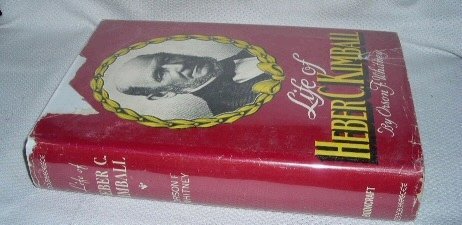 Life of
HEBER C. KIMBALL
By Orson F. Whitney
Life of
HEBER C.
KIMBALL
ORSON F.
WHITNEY
BOOKCRAFT